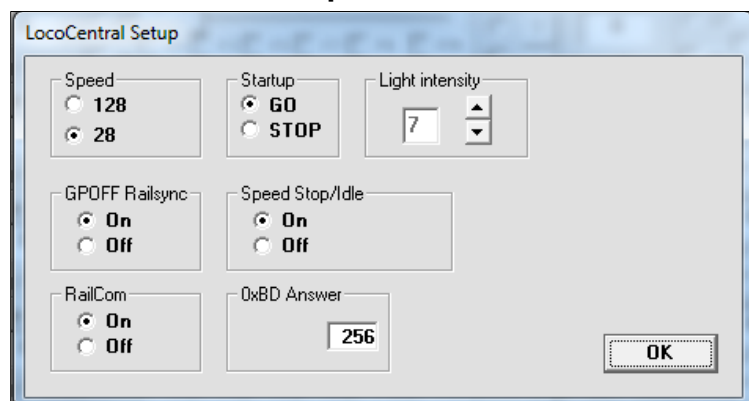 LocoCentral Setup
Speed
128
28
Startup
GO
STOP
Light intensity
7
GPOFF Railsync
On
Off
Speed Stop/Idle
On
Off
RailCom
On
Off
0xBD Answer
256
OK